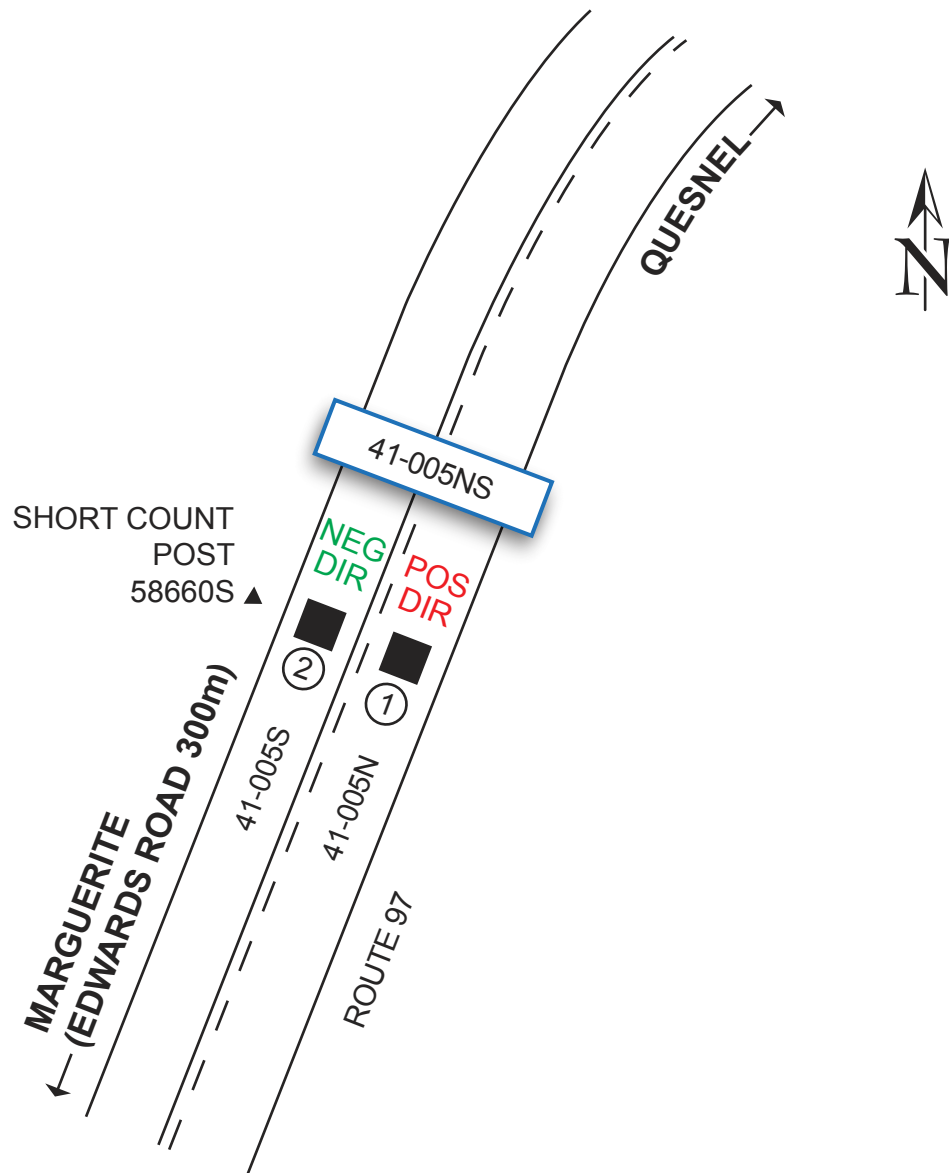 QUESNEL
N
41-005NS
SHORT COUNT
POST
58660S
NEG
DIR
POS
DIR
2
1
41-005S
41-005N
MARGUERITE
(EDWARDS ROAD 300m)
ROUTE 97